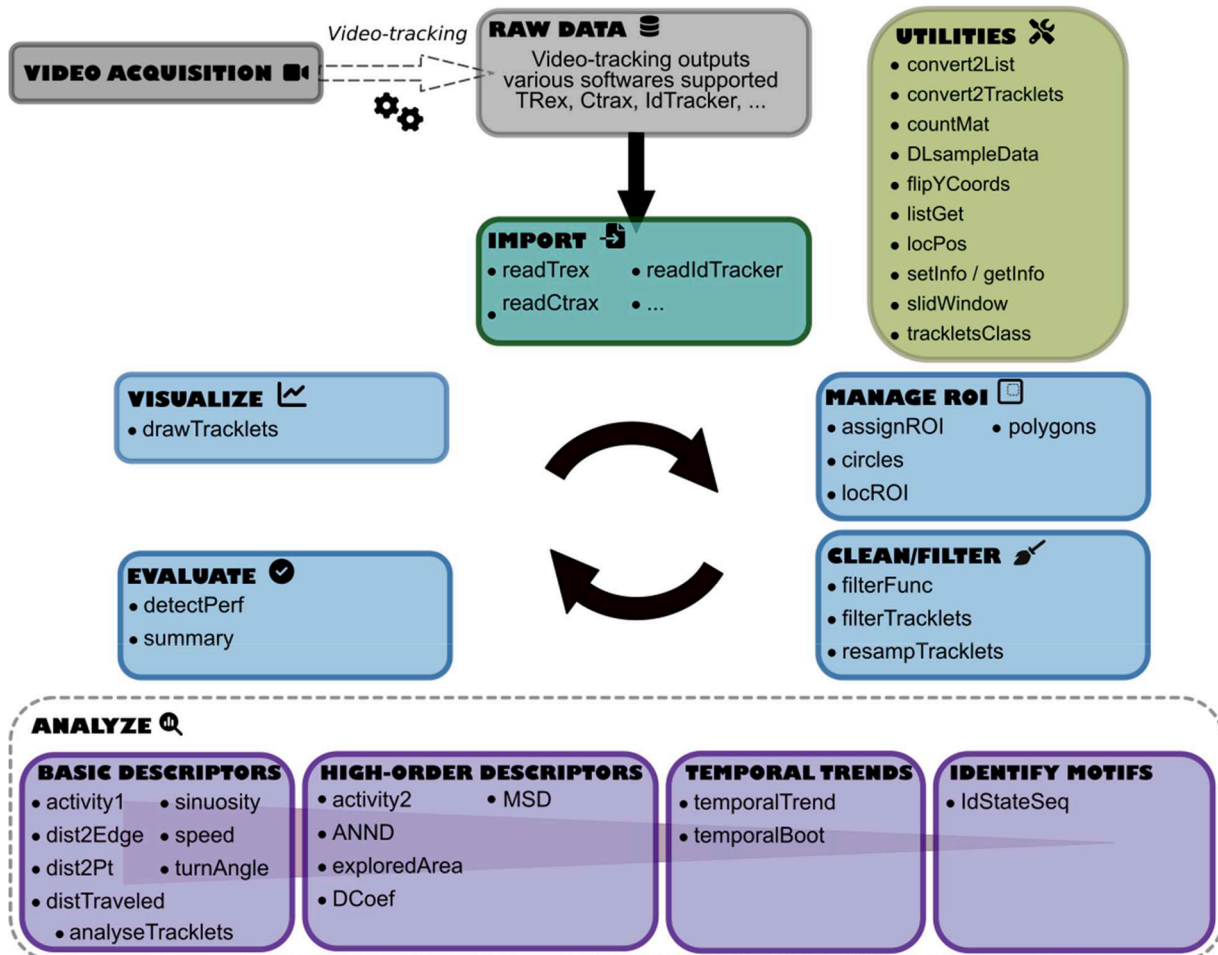 VIDEO ACQUISITION
Video-tracking
RAW DATA
Video-tracking outputs
various softwares supported
TRex, Ctrax, IdTracker, ...
UTILITIES
• convert2List
• convert2Tracklets
• countMat
• DLsampleData
• flipYCoords
• listGet
• locPos
• setInfo / getInfo
• slidWindow
• trackletsClass
IMPORT
• readTrex
• readCtrax
• readIdTracker
• ...
VISUALIZE
• drawTracklets
MANAGE ROI
• assignROI
• circles
• locROI
• polygons
EVALUATE
• detectPerf
• summary
CLEAN/FILTER
• filterFunc
• filterTracklets
• resampTracklets
ANALYZE
BASIC DESCRIPTORS
• activity1
• dist2Edge
• dist2Pt
• distTraveled
• analyseTracklets
• sinuosity
• speed
• turnAngle
HIGH-ORDER DESCRIPTORS
• activity2
• ANND
• exploredArea
• DCoef
• MSD
TEMPORAL TRENDS
• temporalTrend
• temporalBoot
IDENTIFY MOTIFS
• IdStateSeq